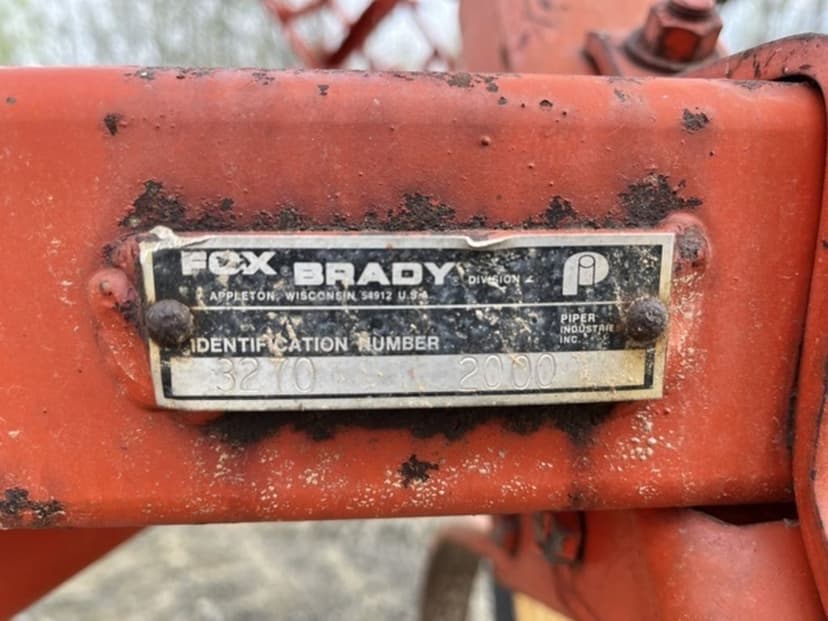 FOX BRADY DIVISION
APPLETON, WISCONSIN 54912 U.S.A.
PIPER
INDUSTRIES
INC.
IDENTIFICATION NUMBER
3270 2000